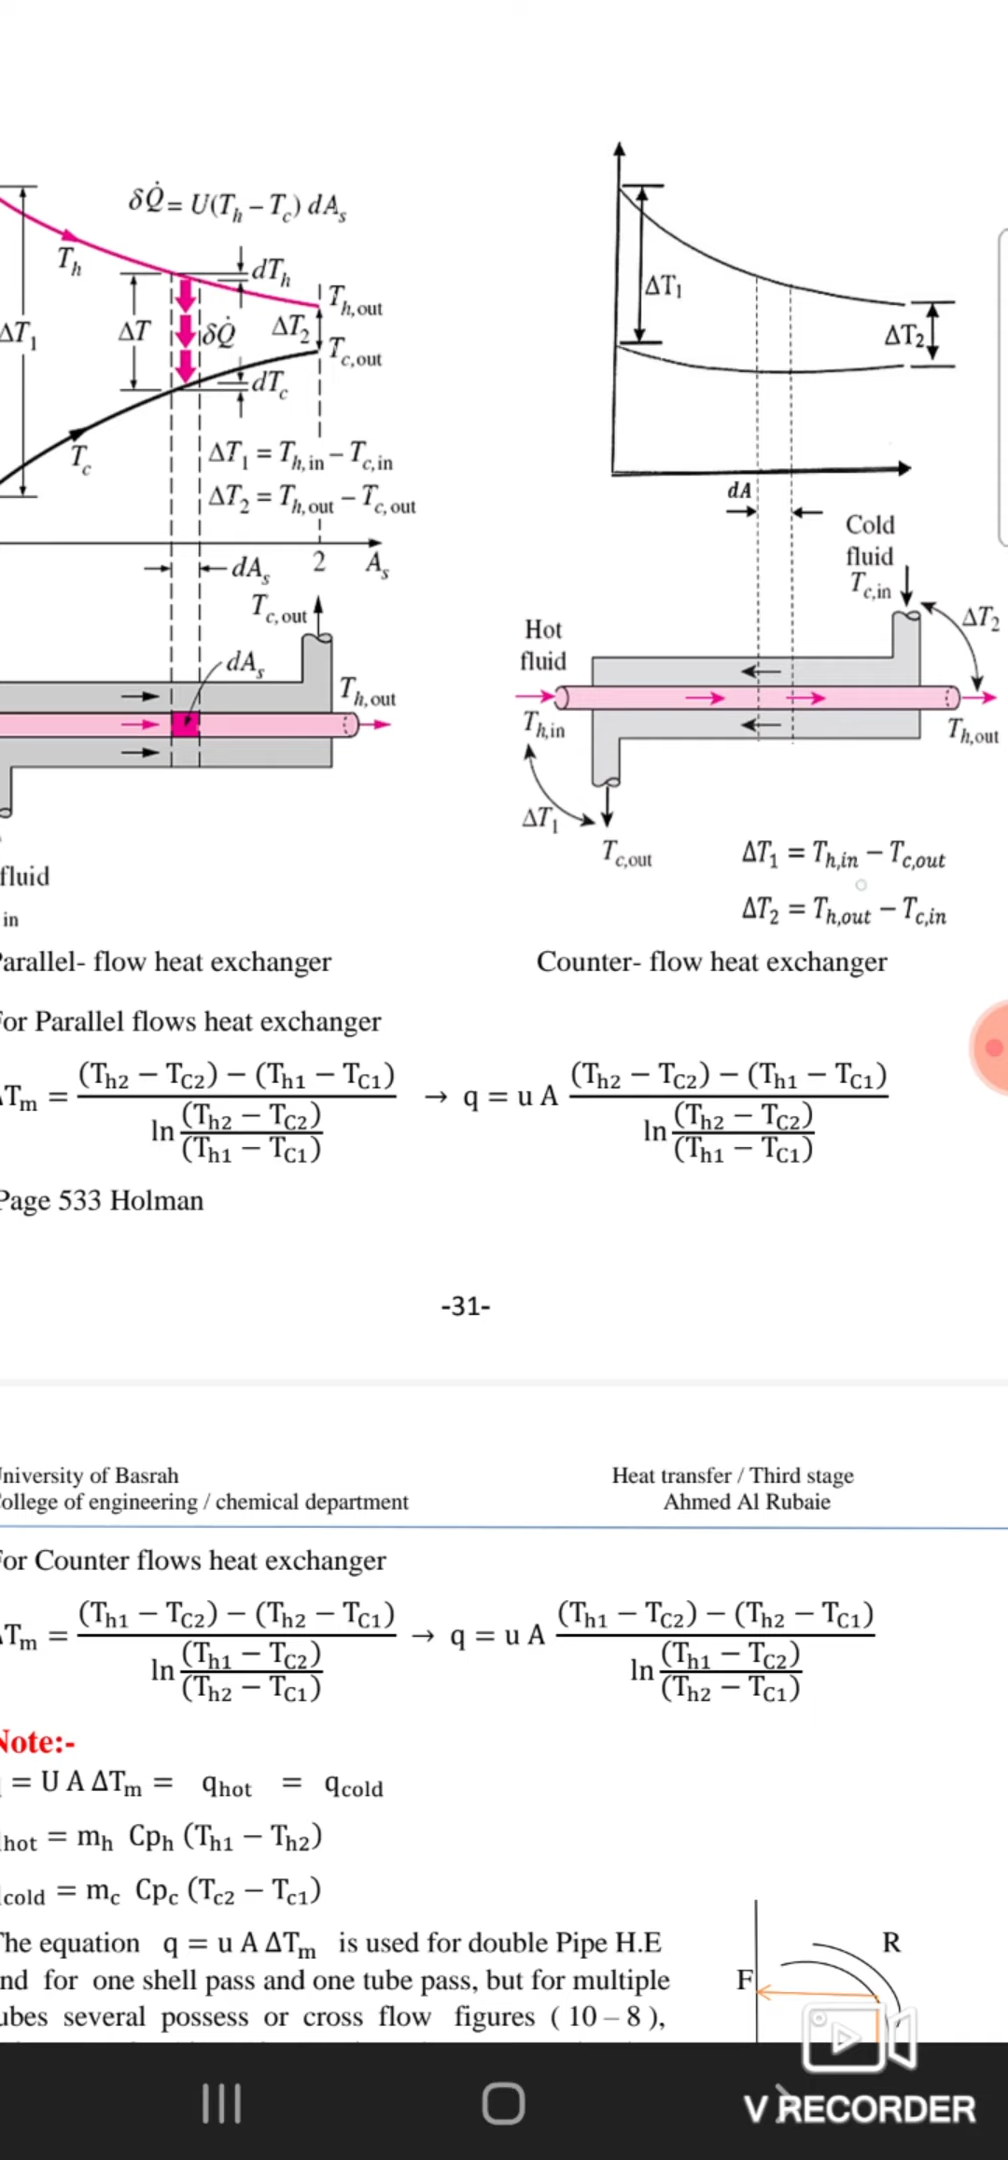 δQ̇ = U(Th – Tc) dAs
Th
dTh
Th,out
ΔT1
ΔT
δQ̇
ΔT2
Tc,out
dTc
Tc
ΔT1 = Th,in – Tc,in
ΔT2 = Th,out – Tc,out
dAs
2
As
Tc,out
dAs
Th,out
fluid
in
ΔT1
ΔT2
dA
Cold
fluid
Tc,in
ΔT2
Hot
fluid
Th,in
Th,out
ΔT1
Tc,out
ΔT1 = Th,in − Tc,out
ΔT2 = Th,out − Tc,in
arallel- flow heat exchanger
Counter- flow heat exchanger
or Parallel flows heat exchanger
Tm = (Th2 − TC2) − (Th1 − TC1) / ln (Th2 − TC2) / (Th1 − TC1) → q = u A (Th2 − TC2) − (Th1 − TC1) / ln (Th2 − TC2) / (Th1 − TC1)
Page 533 Holman
-31-
niversity of Basrah
Heat transfer / Third stage
ollege of engineering / chemical department
Ahmed Al Rubaie
or Counter flows heat exchanger
Tm = (Th1 − TC2) − (Th2 − TC1) / ln (Th1 − TC2) / (Th2 − TC1) → q = u A (Th1 − TC2) − (Th2 − TC1) / ln (Th1 − TC2) / (Th2 − TC1)
Note:-
= U A ΔTm = qhot = qcold
hot = mh Cph (Th1 − Th2)
cold = mc Cpc (Tc2 − Tc1)
he equation q = u A ΔTm is used for double Pipe H.E
nd for one shell pass and one tube pass, but for multiple
ubes several possess or cross flow figures ( 10 – 8 ),
R
F
V RECORDER